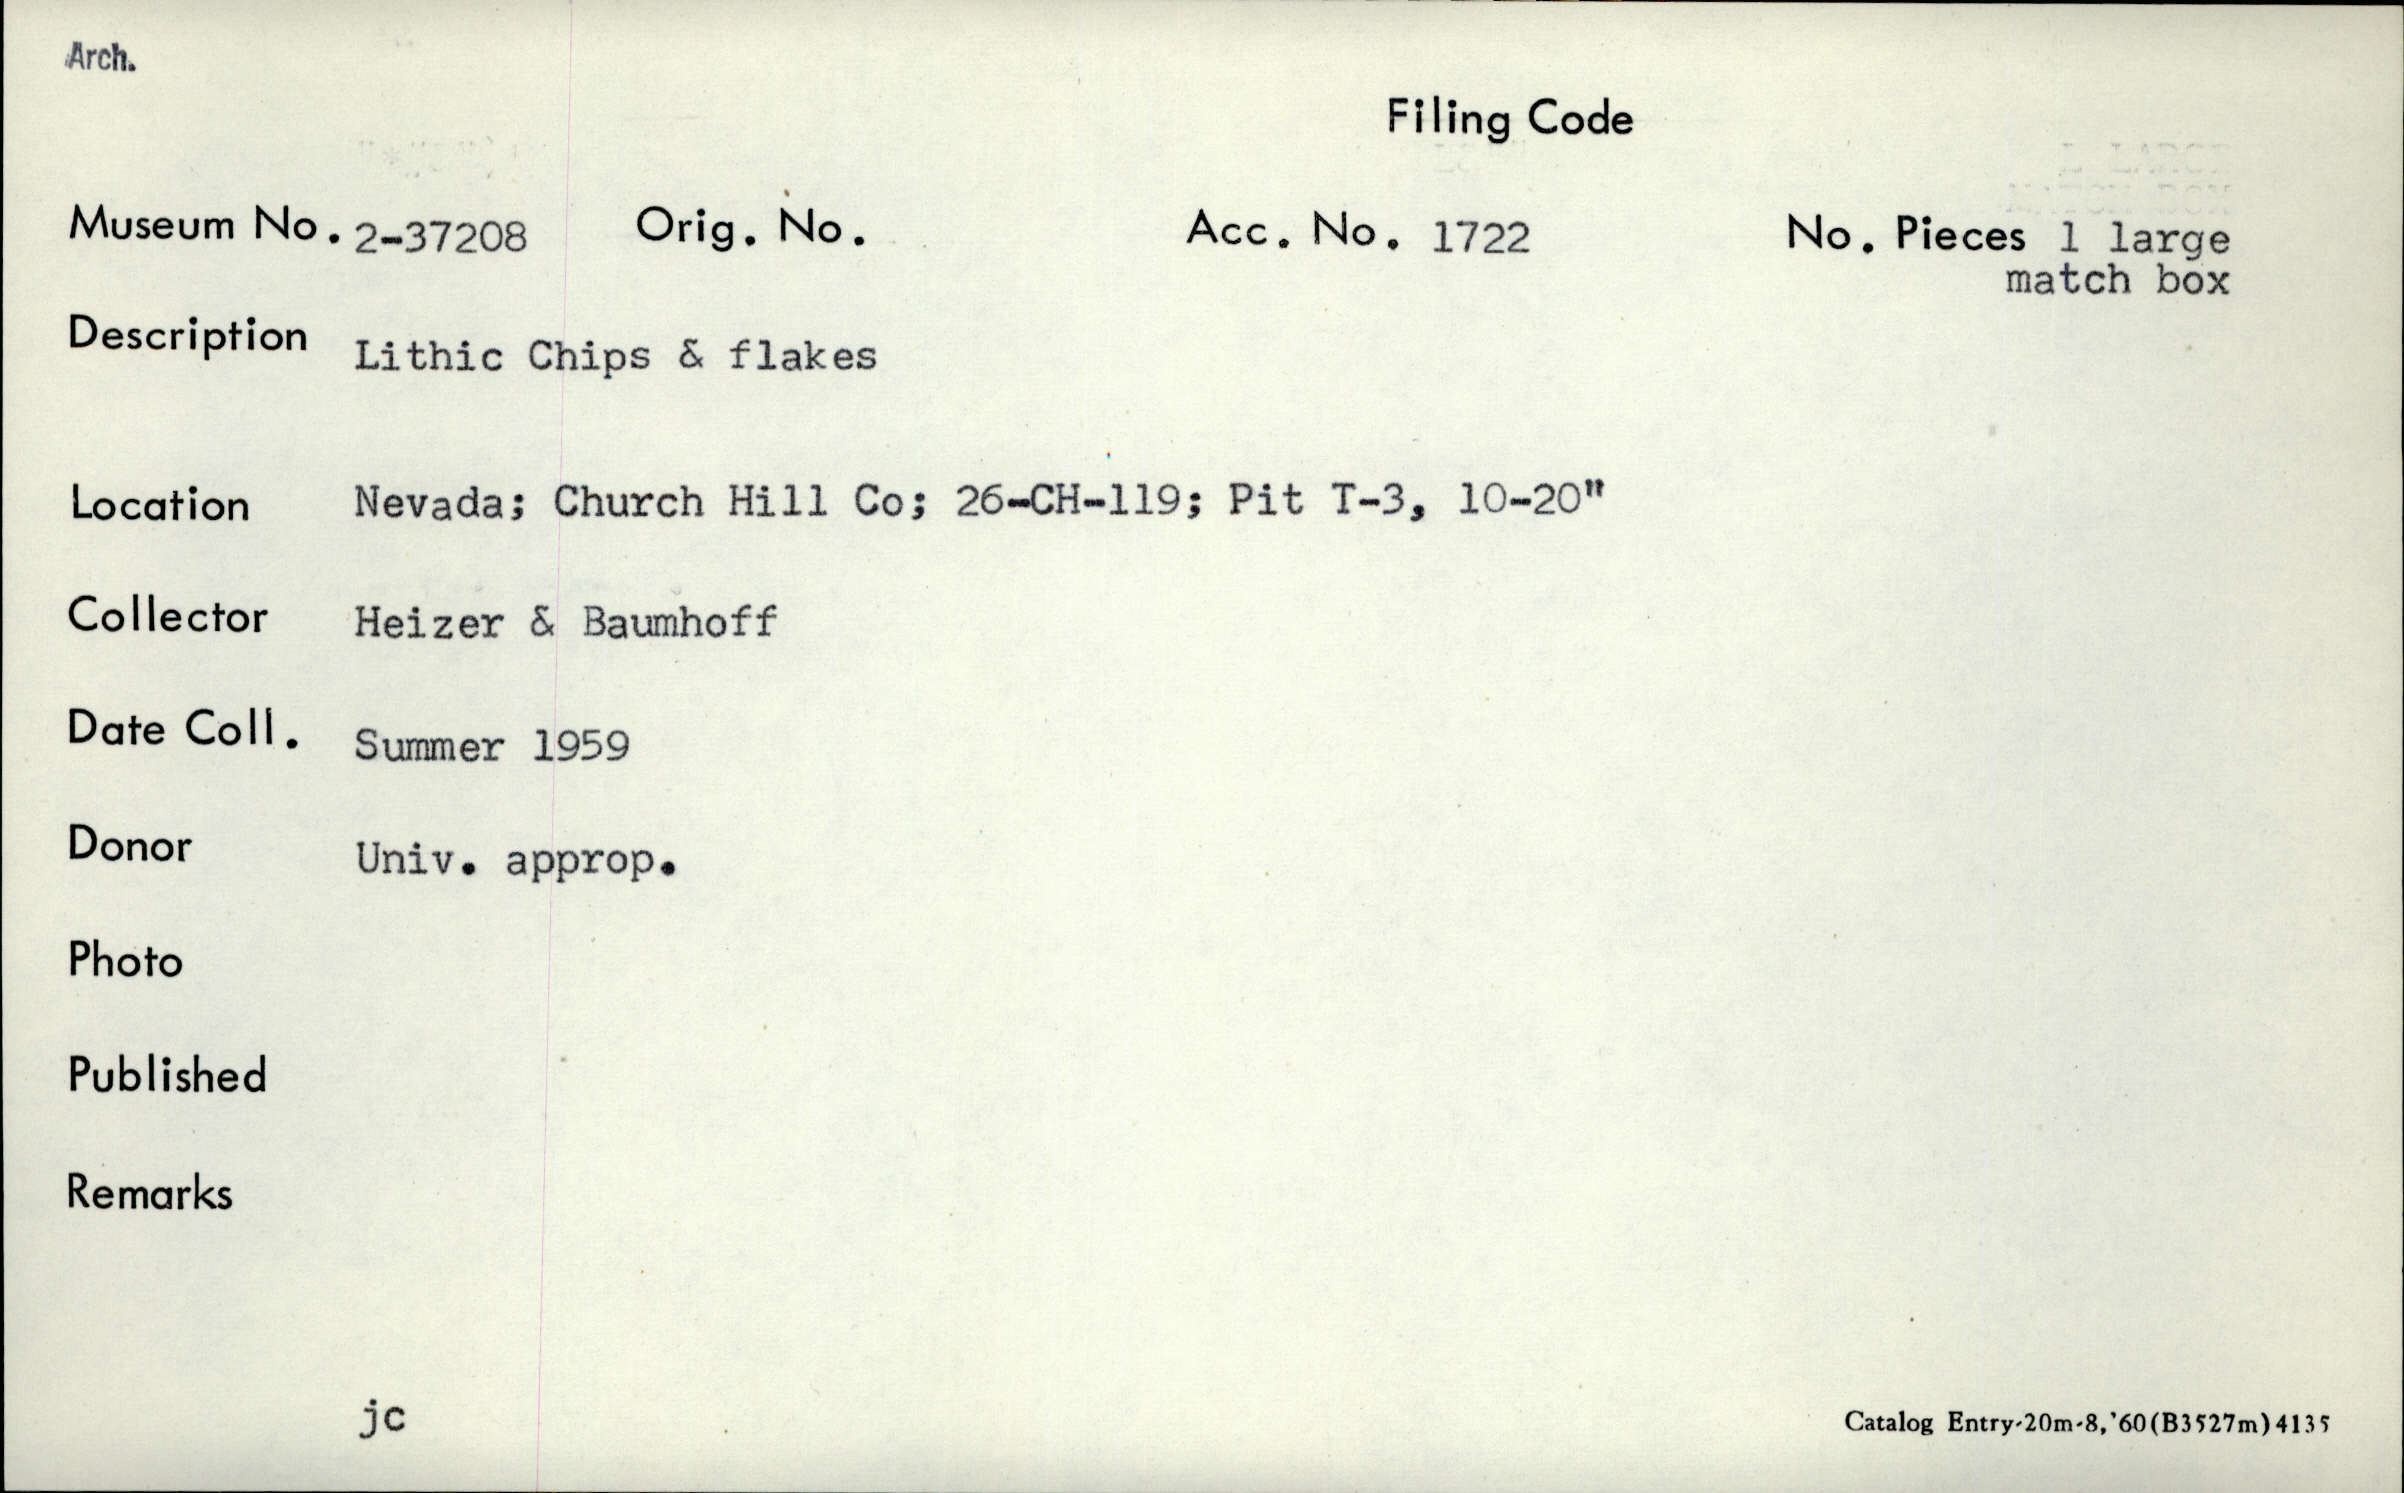 Arch.
Filing Code
Museum No. 2-37208 Orig. No. Acc. No. 1722 No. Pieces 1 large
match box
Description Lithic Chips & flakes
Location Nevada; Church Hill Co; 26-CH-119; Pit T-3, 10-20"
Collector Heizer & Baumhoff
Date Coll. Summer 1959
Donor Univ. approp.
Photo
Published
Remarks
jc
Catalog Entry-20m-8,'60(B3527m)4135